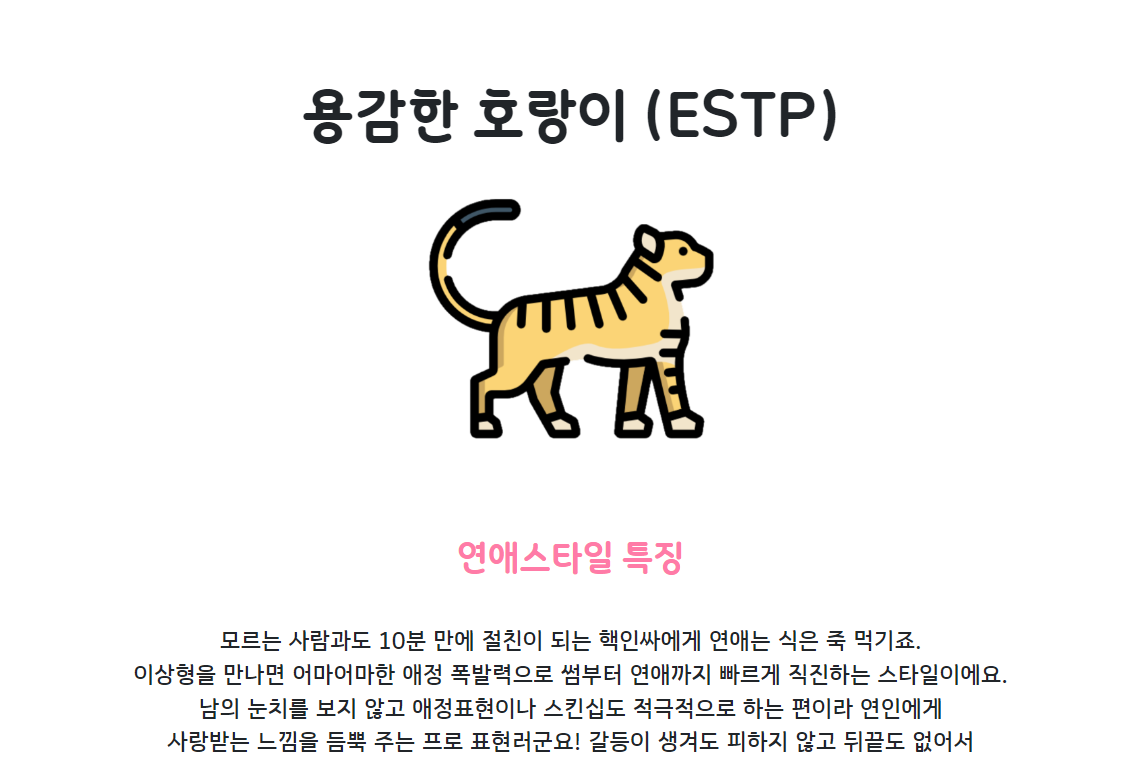 용감한 호랑이 (ESTP)
연애스타일 특징
모르는 사람과도 10분 만에 절친이 되는 핵인싸에게 연애는 식은 죽 먹기죠.
이상형을 만나면 어마어마한 애정 폭발력으로 썸부터 연애까지 빠르게 직진하는 스타일이에요.
남의 눈치를 보지 않고 애정표현이나 스킨십도 적극적으로 하는 편이라 연인에게
사랑받는 느낌을 듬뿍 주는 프로 표현러군요! 갈등이 생겨도 피하지 않고 뒤끝도 없어서